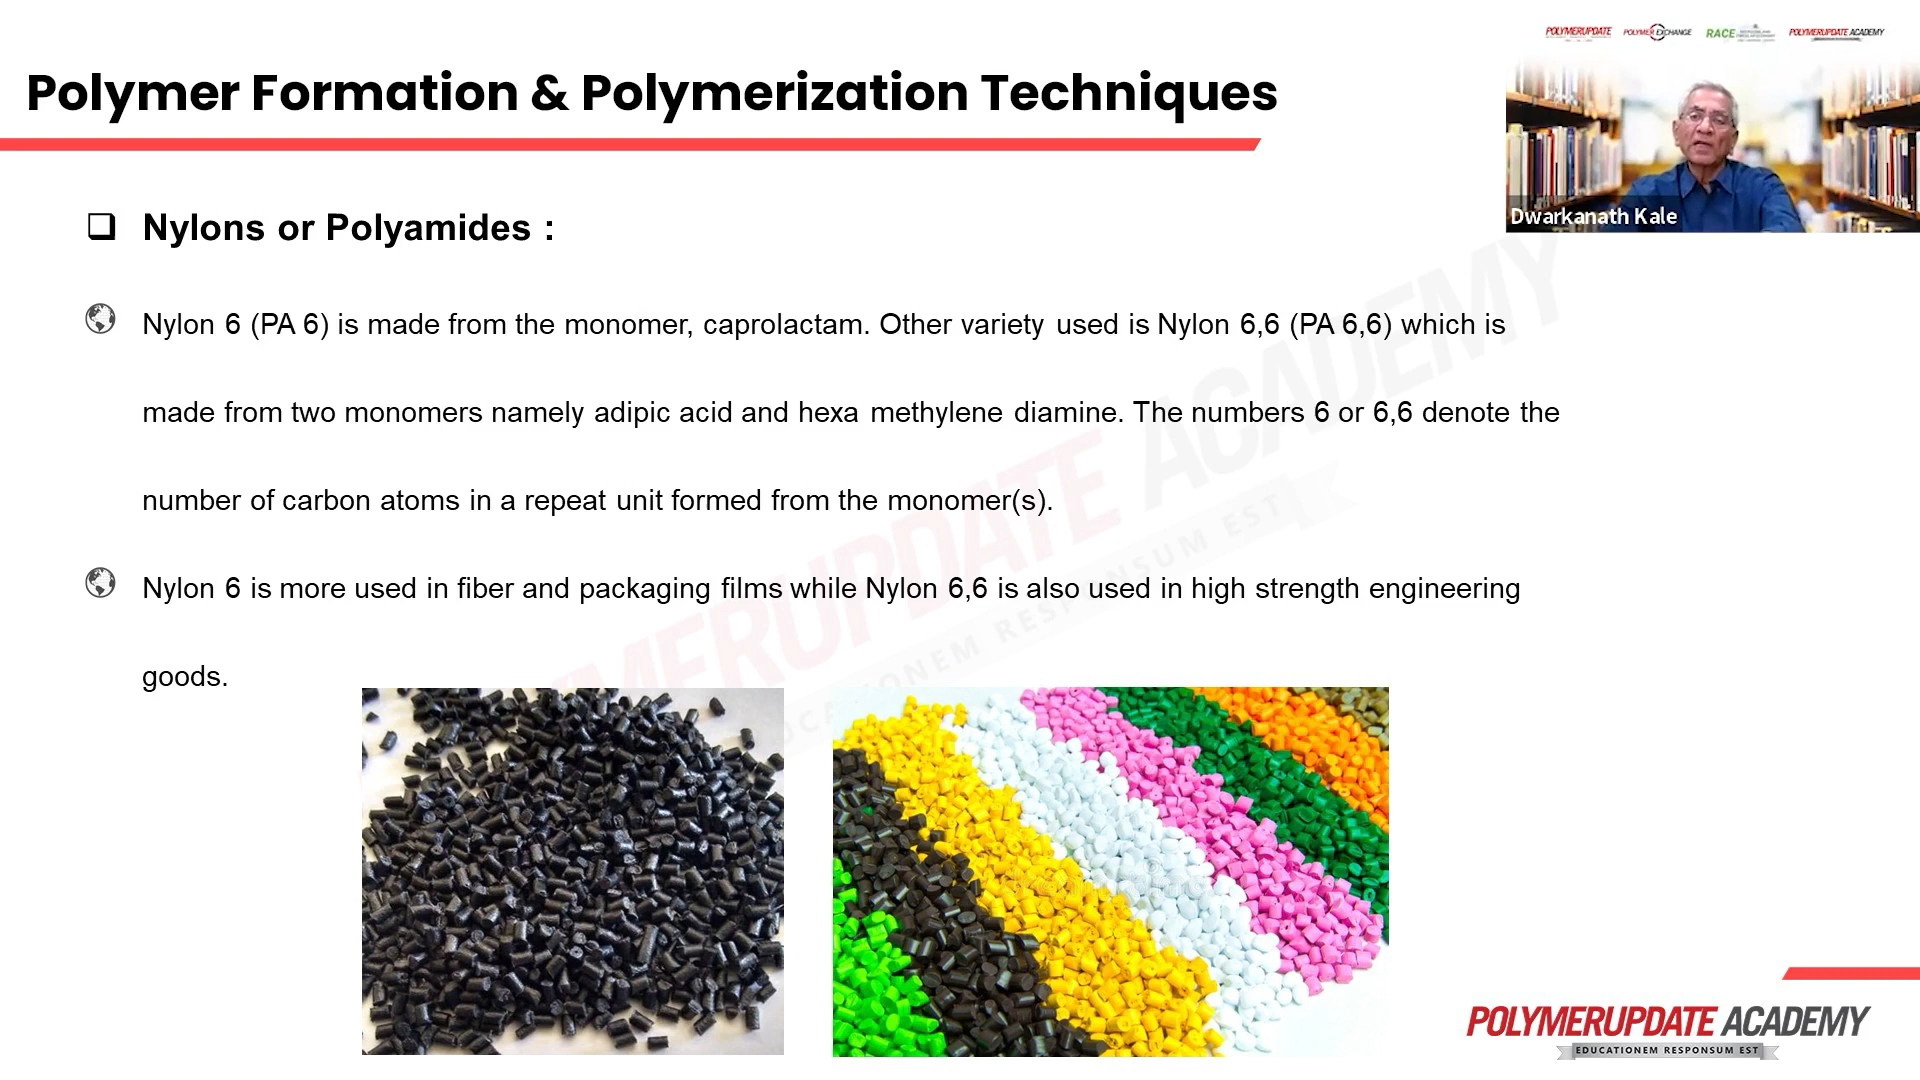 POLYMERUPDATE POLYMER EXCHANGE RACE POLYMERUPDATE ACADEMY
Polymer Formation & Polymerization Techniques
Dwarkanath Kale
Nylons or Polyamides :
Nylon 6 (PA 6) is made from the monomer, caprolactam. Other variety used is Nylon 6,6 (PA 6,6) which is
made from two monomers namely adipic acid and hexa methylene diamine. The numbers 6 or 6,6 denote the
number of carbon atoms in a repeat unit formed from the monomer(s).
Nylon 6 is more used in fiber and packaging films while Nylon 6,6 is also used in high strength engineering
goods.
POLYMERUPDATE ACADEMY
EDUCATIONEM RESPONSUM EST